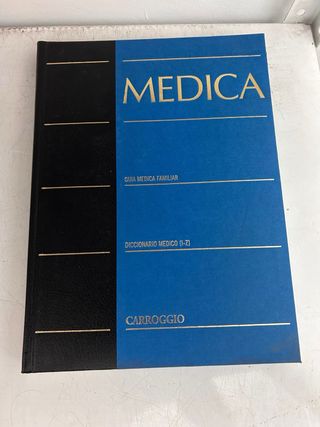 MEDICA
GUIA MEDICA FAMILIAR
DICCIONARIO MEDICO (I-Z)
CARROGGIO